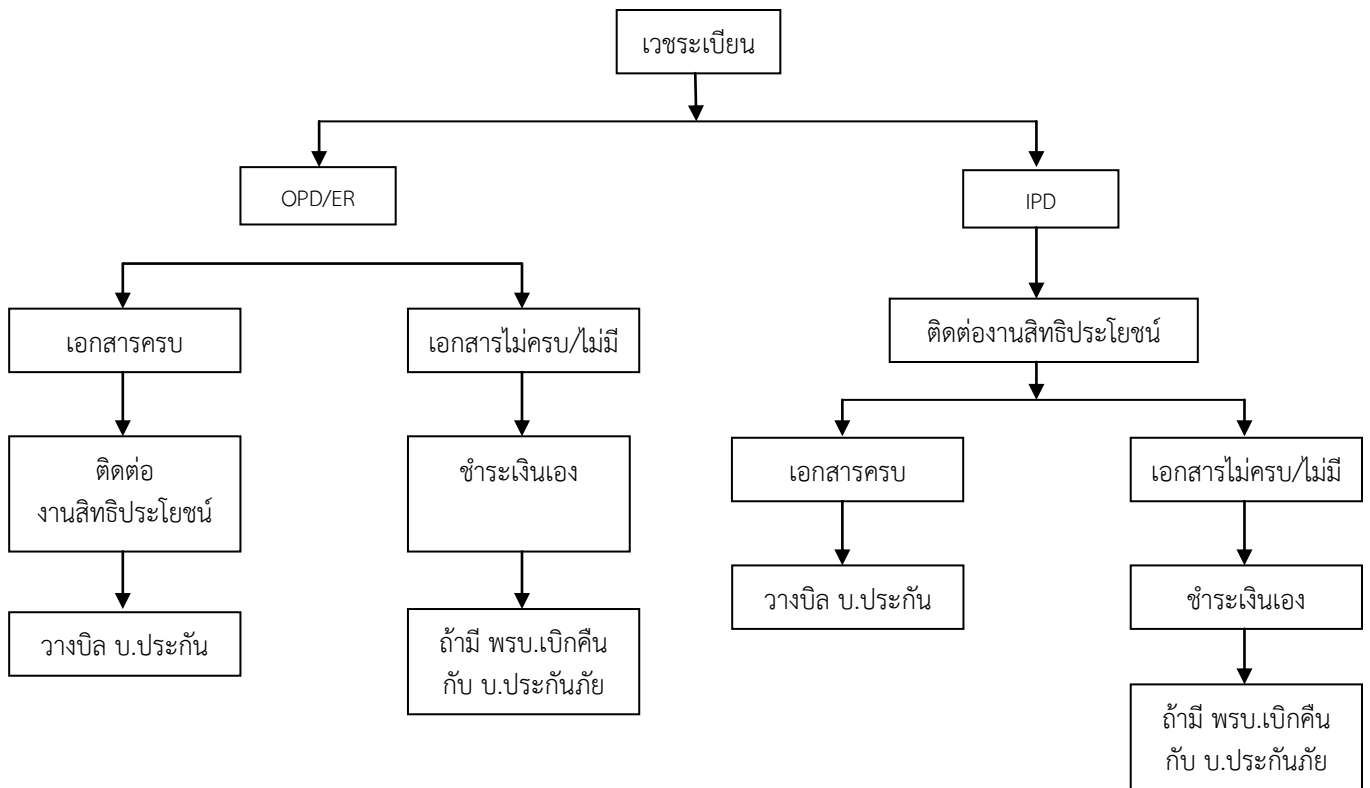 เวชระเบียน
OPD/ER
IPD
เอกสารครบ
เอกสารไม่ครบ/ไม่มี
ติดต่องานสิทธิประโยชน์
ติดต่อ
งานสิทธิประโยชน์
ชำระเงินเอง
เอกสารครบ
เอกสารไม่ครบ/ไม่มี
วางบิล บ.ประกัน
ถ้ามี พรบ.เบิกคืน
กับ บ.ประกันภัย
วางบิล บ.ประกัน
ชำระเงินเอง
ถ้ามี พรบ.เบิกคืน
กับ บ.ประกันภัย